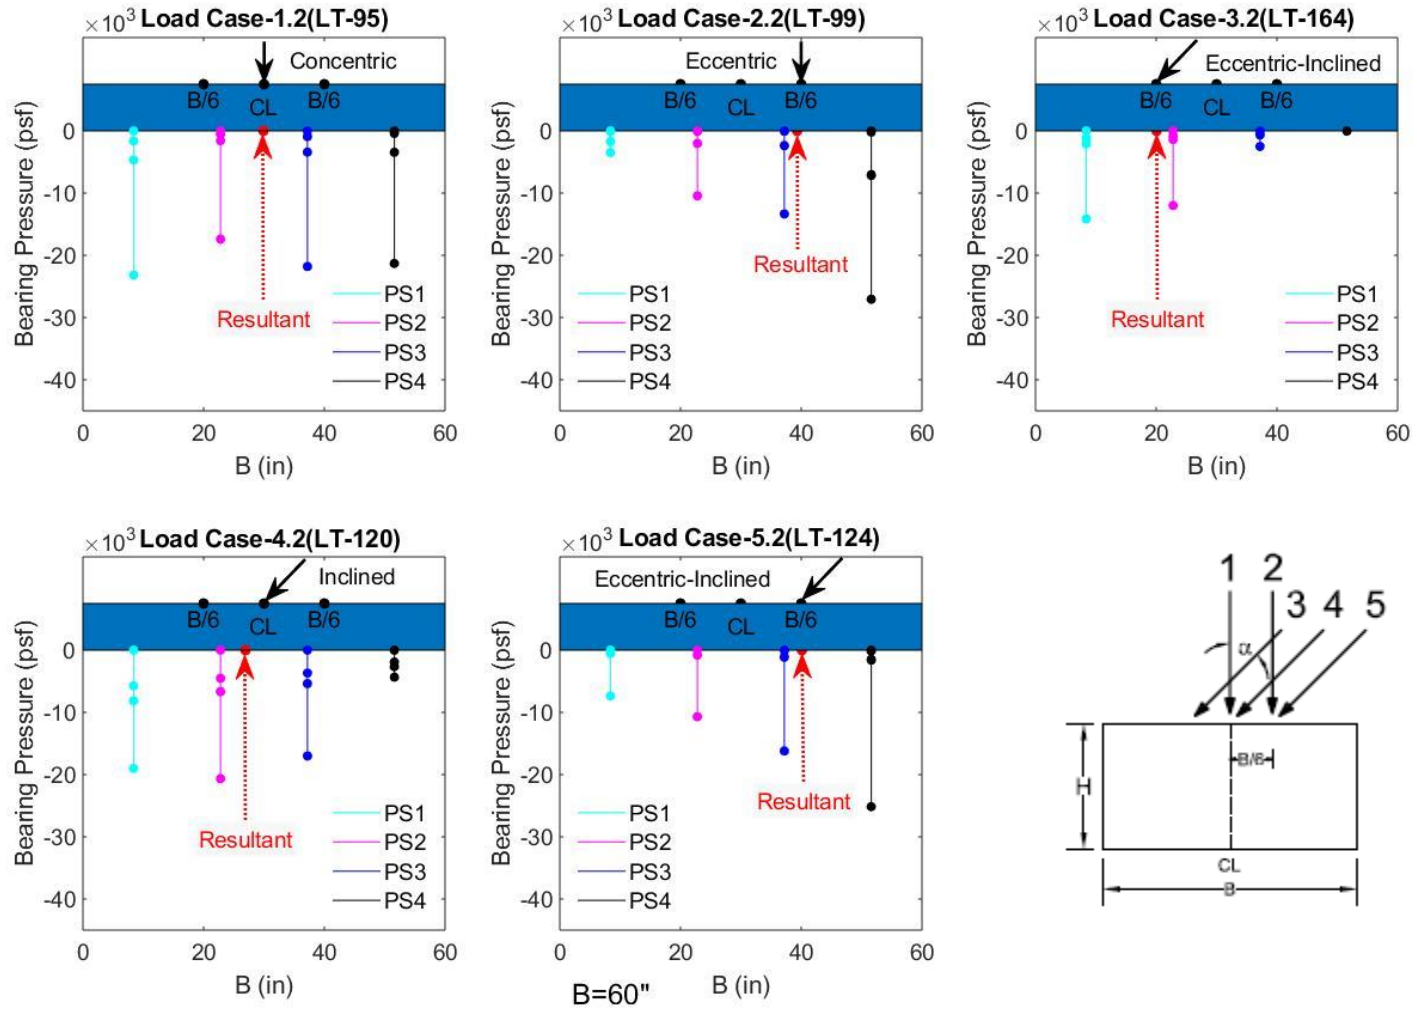 ×10³ Load Case-1.2(LT-95)
Concentric
B/6 CL B/6
Bearing Pressure (psf)
0
-10
-20
-30
-40
Resultant
PS1
PS2
PS3
PS4
0 20 40 60
B (in)
×10³ Load Case-2.2(LT-99)
Eccentric
B/6 CL B/6
Bearing Pressure (psf)
0
-10
-20
-30
-40
Resultant
PS1
PS2
PS3
PS4
0 20 40 60
B (in)
×10³ Load Case-3.2(LT-164)
Eccentric-Inclined
B/6 CL B/6
Bearing Pressure (psf)
0
-10
-20
-30
-40
Resultant
PS1
PS2
PS3
PS4
0 20 40 60
B (in)
×10³ Load Case-4.2(LT-120)
Inclined
B/6 CL B/6
Bearing Pressure (psf)
0
-10
-20
-30
-40
Resultant
PS1
PS2
PS3
PS4
0 20 40 60
B (in)
×10³ Load Case-5.2(LT-124)
Eccentric-Inclined
B/6 CL B/6
Bearing Pressure (psf)
0
-10
-20
-30
-40
Resultant
PS1
PS2
PS3
PS4
0 20 40 60
B (in)
B=60"
1 2
3 4 5
α
B/6
H
CL
B